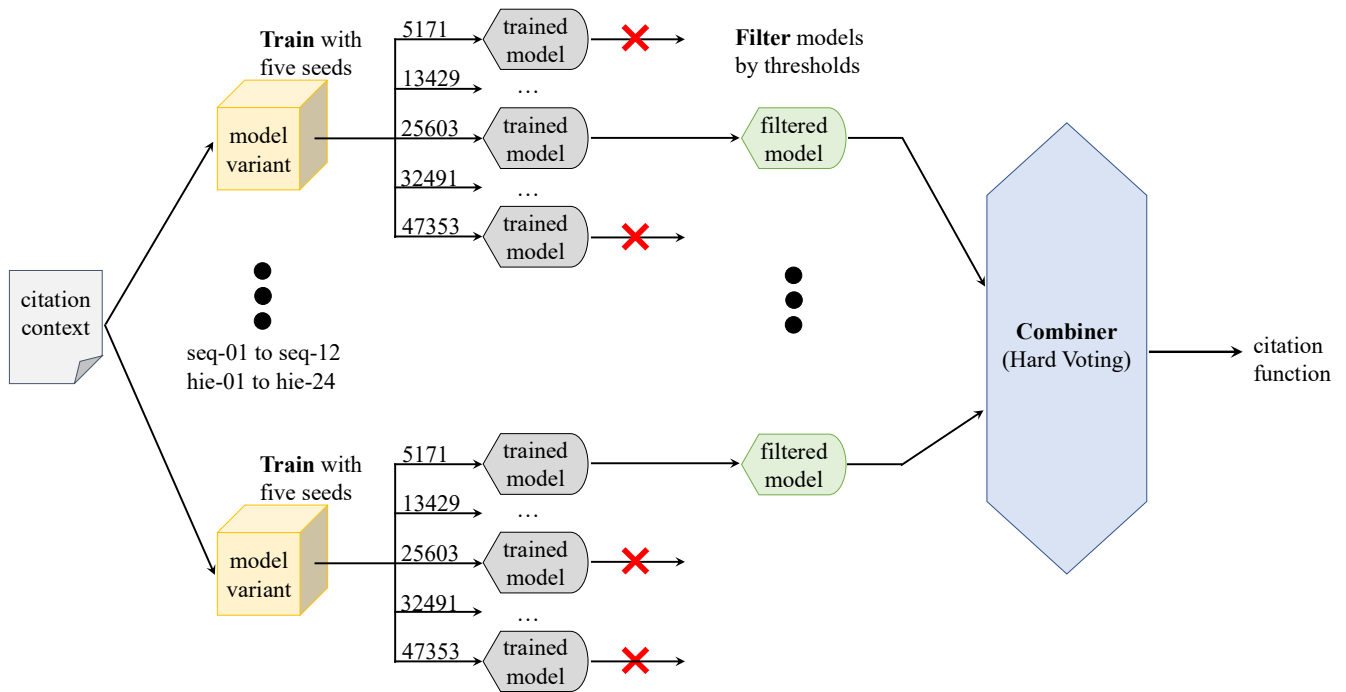 citation
context
Train with
five seeds
model
variant
5171
trained
model
13429
…
25603
trained
model
32491
…
47353
trained
model
Filter models
by thresholds
filtered
model
seq-01 to seq-12
hie-01 to hie-24
Train with
five seeds
model
variant
5171
trained
model
13429
…
25603
trained
model
32491
…
47353
trained
model
filtered
model
Combiner
(Hard Voting)
citation
function